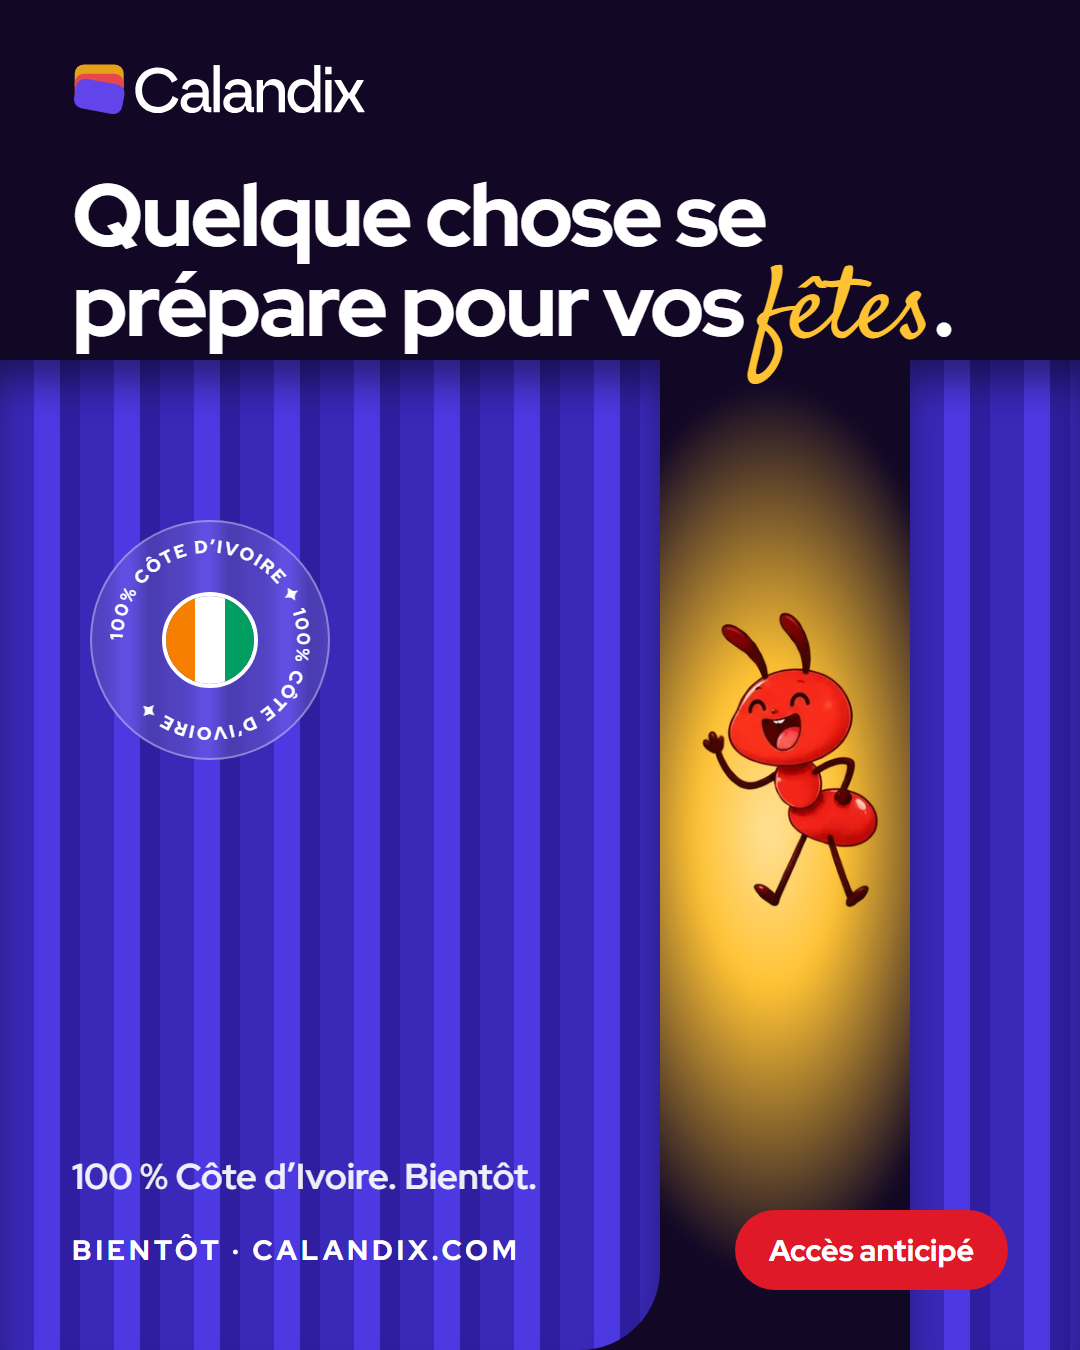 Calandix
Quelque chose se
prépare pour vos fêtes.
100% CÔTE D’IVOIRE ✦ 100% CÔTE D’IVOIRE ✦
100 % Côte d’Ivoire. Bientôt.
BIENTÔT · CALANDIX.COM
Accès anticipé